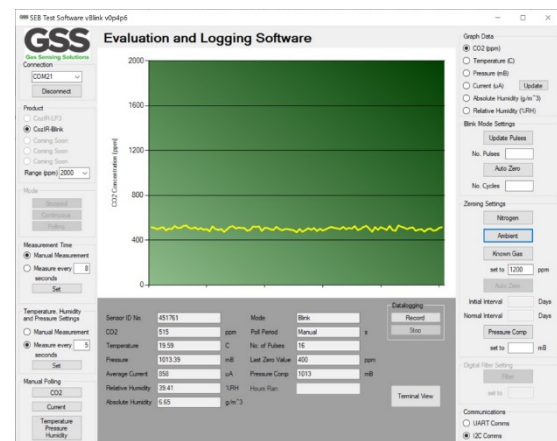 SEB Test Software vBlink v0p4p6
GSS
Gas Sensing Solutions
Evaluation and Logging Software
Connection
COM21
Disconnect
Product
CozIR-LP3
CozIR-Blink
Coming Soon
Coming Soon
Coming Soon
Range (ppm) 2000
Mode
Streamed
Continuous
Polling
Measurement Time
Manual Measurement
Measure every 8
seconds
Set
Temperature, Humidity
and Pressure Settings
Manual Measurement
Measure every 5
seconds
Set
Manual Polling
CO2
Current
Temperature
Pressure
Humidity
2000
1600
1200
800
400
0
CO2 Concentration (ppm)
Sensor ID No. 451761
CO2 515 ppm
Temperature 19.59 C
Pressure 1013.39 mB
Average Current 858 uA
Relative Humidity 39.41 %RH
Absolute Humidity 6.65 g/m^3
Mode Blink
Poll Period Manual s
No. of Pulses 16
Last Zero Value 400 ppm
Pressure Comp 1013 mB
Hours Ran
Datalogging
Record
Stop
Terminal View
Graph Data
CO2 (ppm)
Temperature (C)
Pressure (mB)
Current (uA) Update
Absolute Humidity (g/m^3)
Relative Humidity (%RH)
Blink Mode Settings
Update Pulses
No. Pulses
Auto Zero
No. Cycles
Zeroing Settings
Nitrogen
Ambient
Known Gas
set to 1200 ppm
Auto Zero
Initial Interval Days
Normal Interval Days
Pressure Comp
set to mB
Digital Filter Setting
Filter
set to
Communications
UART Comms
I2C Comms